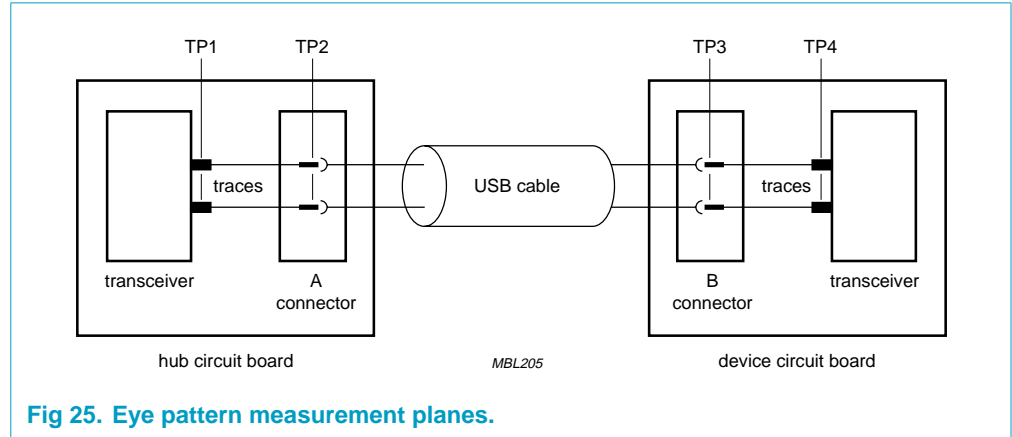 TP1 TP2 TP3 TP4
traces USB cable traces
transceiver A connector B connector transceiver
hub circuit board MBL205 device circuit board
Fig 25. Eye pattern measurement planes.